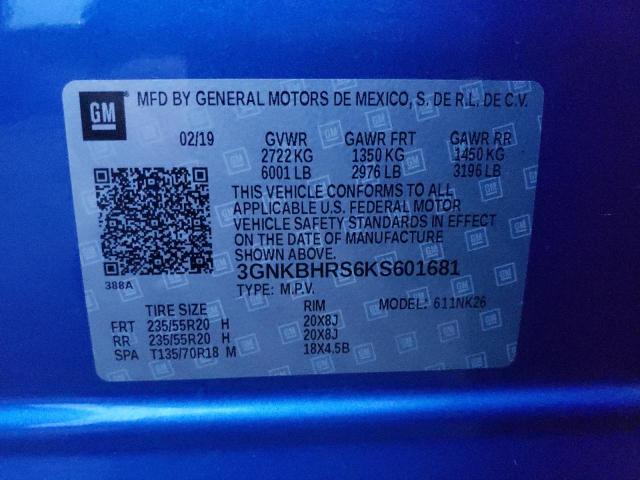 GM
MFD BY GENERAL MOTORS DE MEXICO, S. DE R.L. DE C.V.
02/19 GVWR GAWR FRT GAWR RR
2722 KG 1350 KG 1450 KG
6001 LB 2976 LB 3196 LB
THIS VEHICLE CONFORMS TO ALL
APPLICABLE U.S. FEDERAL MOTOR
VEHICLE SAFETY STANDARDS IN EFFECT
ON THE DATE OF MANUFACTURE
SHOWN ABOVE.
3GNKBHRS6KS601681
388A
TYPE: M.P.V. MODEL: 611NK26
TIRE SIZE RIM
FRT 235/55R20 H 20X8J
RR 235/55R20 H 20X8J
SPA T135/70R18 M 18X4.5B